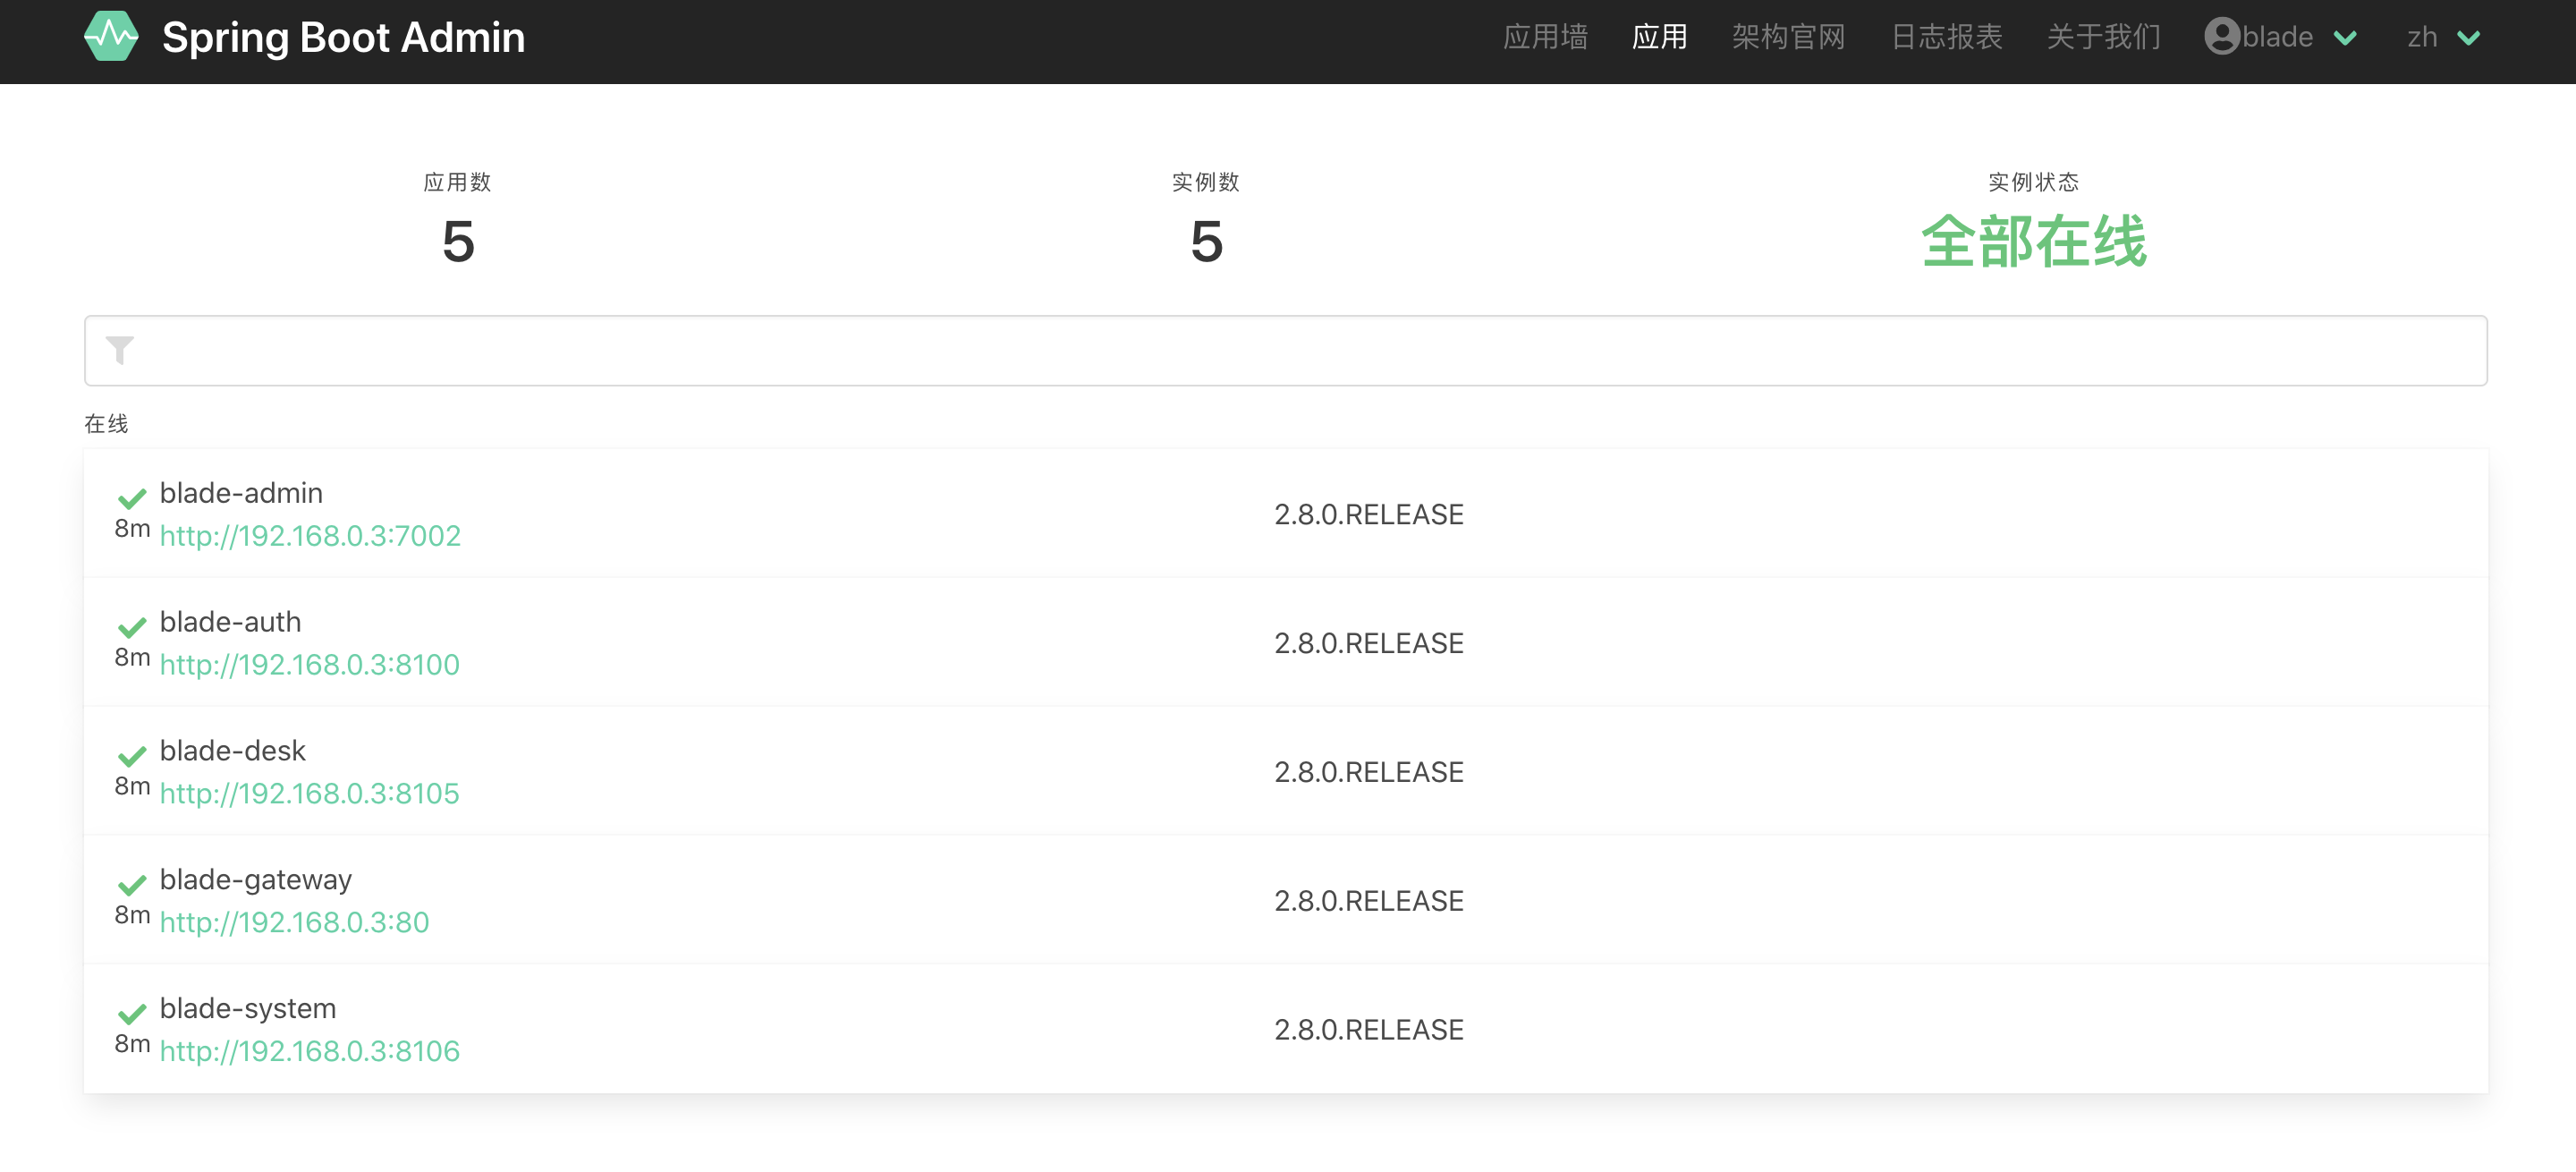 Spring Boot Admin
应用墙 应用 架构官网 日志报表 关于我们 blade zh
应用数 实例数 实例状态
5 5 全部在线
在线
blade-admin
8m http://192.168.0.3:7002 2.8.0.RELEASE
blade-auth
8m http://192.168.0.3:8100 2.8.0.RELEASE
blade-desk
8m http://192.168.0.3:8105 2.8.0.RELEASE
blade-gateway
8m http://192.168.0.3:80 2.8.0.RELEASE
blade-system
8m http://192.168.0.3:8106 2.8.0.RELEASE